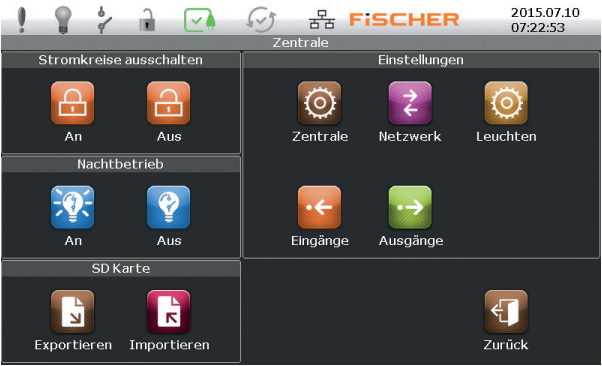 FiSCHER
2015.07.10
07:22:53
Zentrale
Stromkreise ausschalten
An
Aus
Nachtbetrieb
An
Aus
SD Karte
Exportieren
Importieren
Einstellungen
Zentrale
Netzwerk
Leuchten
Eingänge
Ausgänge
Zurück